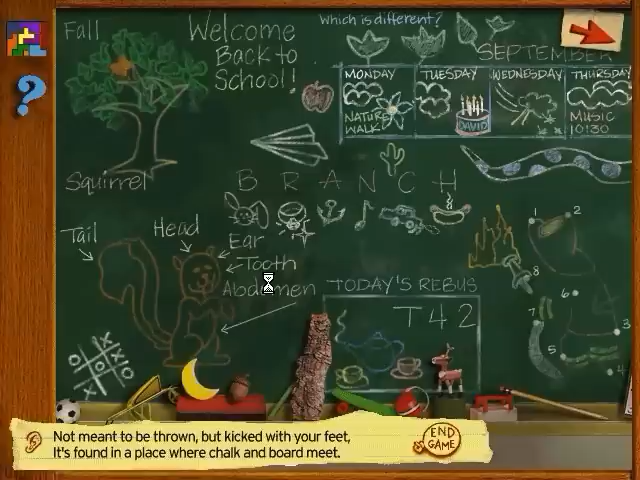 Fall
Welcome
Back to
School!
Which is different?
SEPTEMBER
MONDAY
NATURE
WALK
TUESDAY
DAVID
WEDNESDAY
THURSDAY
MUSIC
10:30
Squirrel
B R A N C H
Tail
Head
Ear
Tooth
Abdomen
TODAY'S REBUS
T 4 2
1
2
8
6
7
3
5
4
Not meant to be thrown, but kicked with your feet,
It's found in a place where chalk and board meet.
END
GAME